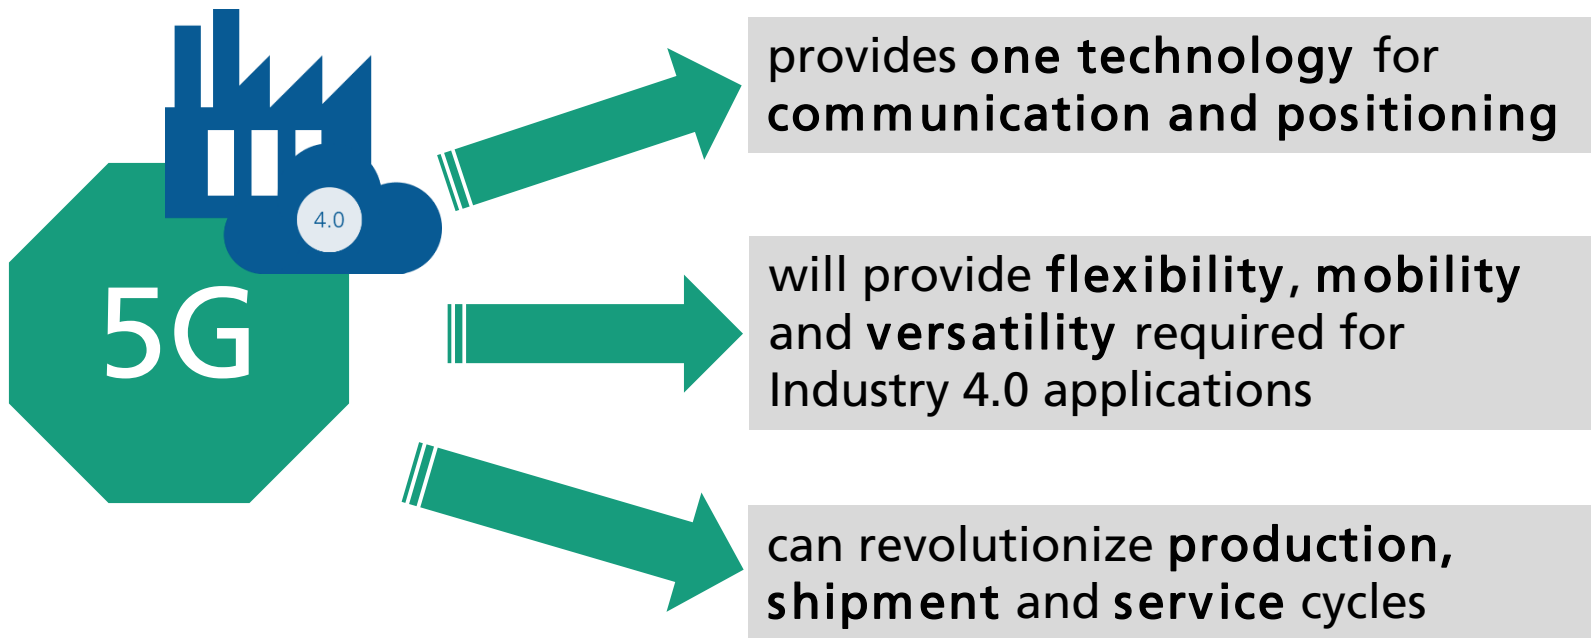 4.0
5G
provides one technology for
communication and positioning
will provide flexibility, mobility
and versatility required for
Industry 4.0 applications
can revolutionize production,
shipment and service cycles